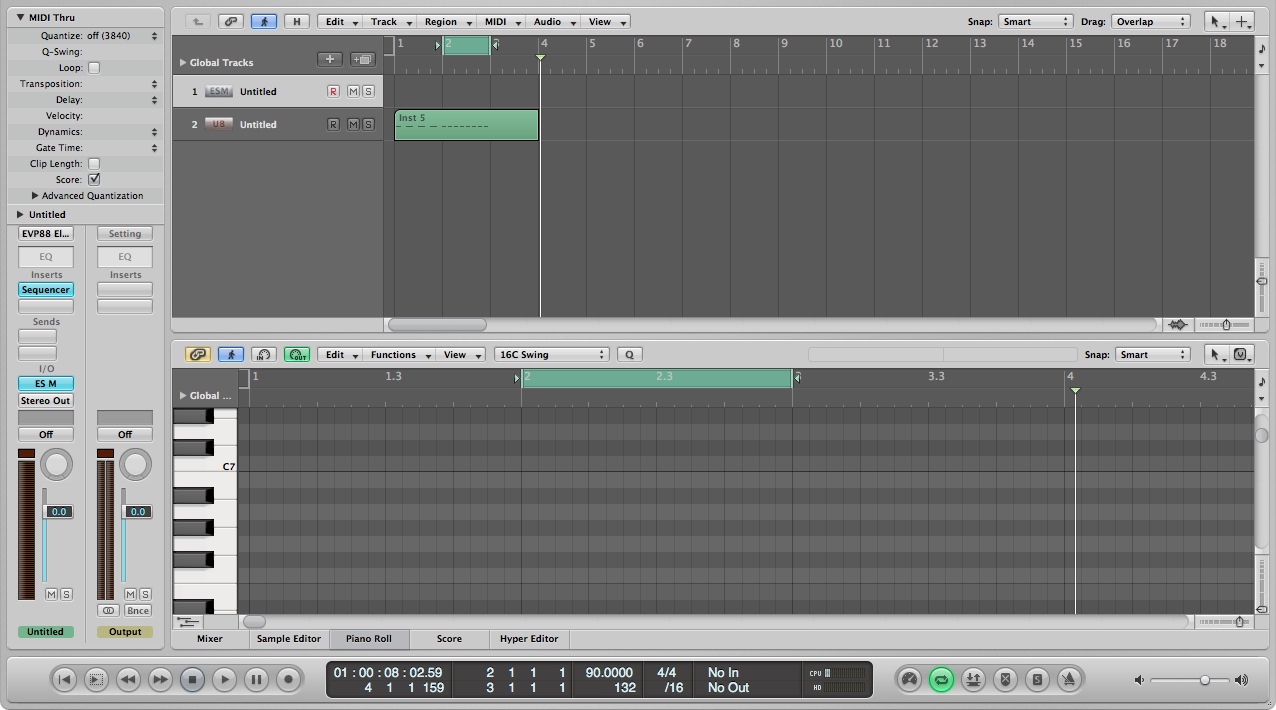 MIDI Thru
Quantize: off (3840)
Q-Swing:
Loop:
Transposition:
Delay:
Velocity:
Dynamics:
Gate Time:
Clip Length:
Score:
Advanced Quantization
Untitled
EVP88 El... Setting
EQ EQ
Inserts Inserts
Sequencer
Sends
I/O
ES M
Stereo Out
Off Off
0.0 0.0
M S M S
Bnce
Untitled Output
H Edit Track Region MIDI Audio View Snap: Smart Drag: Overlap
1 2 3 4 5 6 7 8 9 10 11 12 13 14 15 16 17 18
Global Tracks
1 ESM Untitled R M S
2 UB Untitled R M S
Inst 5
IN OUT Edit Functions View 16C Swing Q Snap: Smart
1 1.3 2 2.3 3 3.3 4 4.3
Global ...
C7
Mixer Sample Editor Piano Roll Score Hyper Editor
01 : 00 : 08 : 02.59 2 1 1 1 90.0000 4/4 No In CPU
4 1 1 159 3 1 1 1 132 /16 No Out HD
S